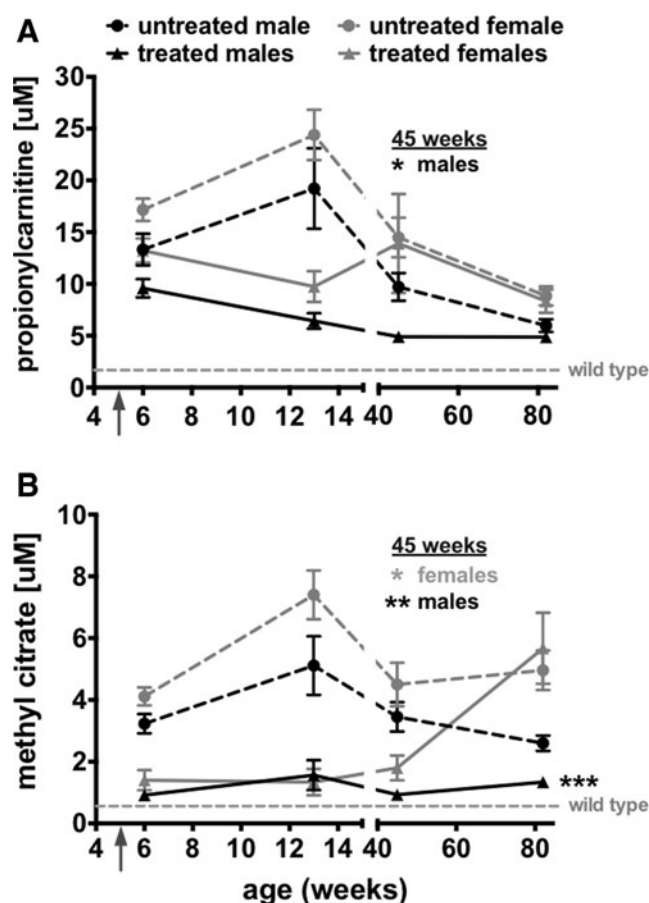 A
untreated male untreated female
treated males treated females
propionylcarnitine [uM]
30
25
20
15
10
5
0
45 weeks
* males
wild type
4 6 8 10 12 14 40 60 80
B
methyl citrate [uM]
10
8
6
4
2
0
45 weeks
* females
** males
***
wild type
4 6 8 10 12 14 40 60 80
age (weeks)